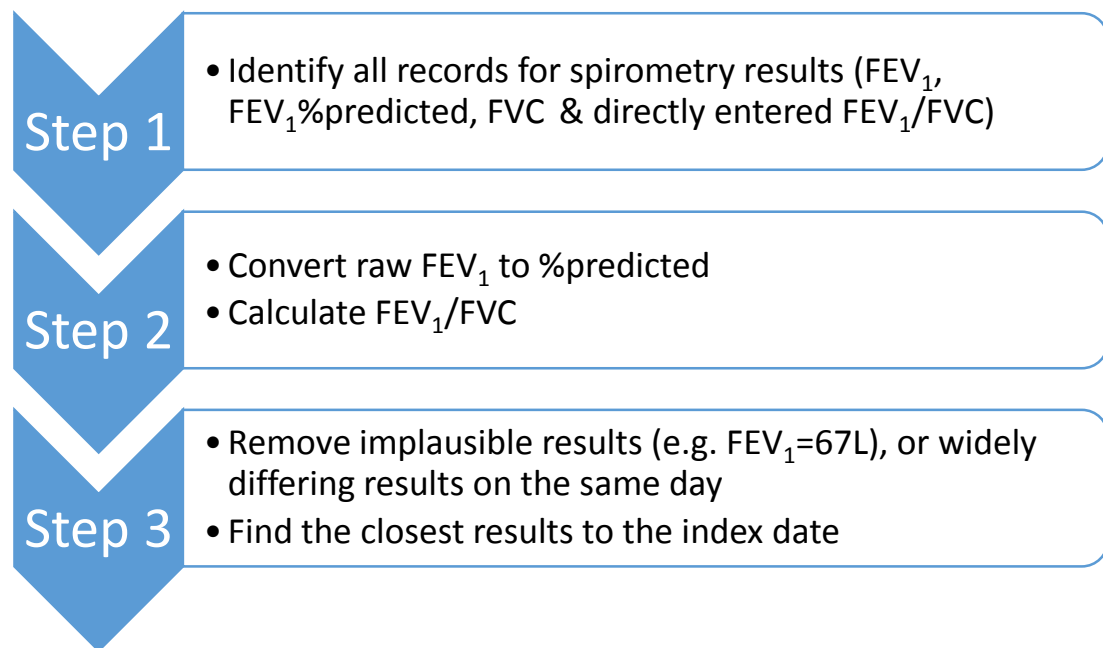 Step 1
• Identify all records for spirometry results (FEV₁,
FEV₁%predicted, FVC & directly entered FEV₁/FVC)
Step 2
• Convert raw FEV₁ to %predicted
• Calculate FEV₁/FVC
Step 3
• Remove implausible results (e.g. FEV₁=67L), or widely
differing results on the same day
• Find the closest results to the index date